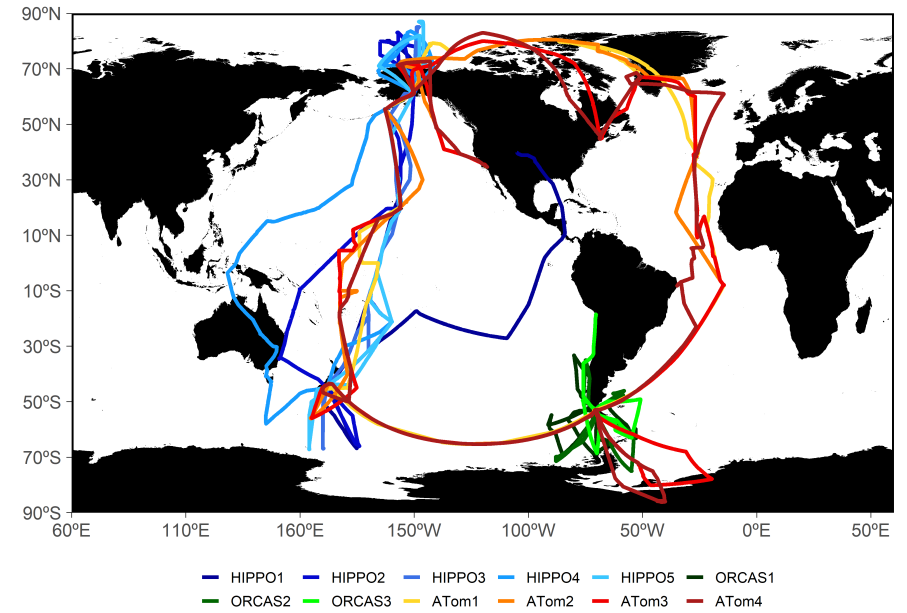 90ºN
70ºN
50ºN
30ºN
10ºN
10ºS
30ºS
50ºS
70ºS
90ºS
60ºE 110ºE 160ºE 150ºW 100ºW 50ºW 0ºE 50ºE
HIPPO1 HIPPO2 HIPPO3 HIPPO4 HIPPO5 ORCAS1
ORCAS2 ORCAS3 ATom1 ATom2 ATom3 ATom4